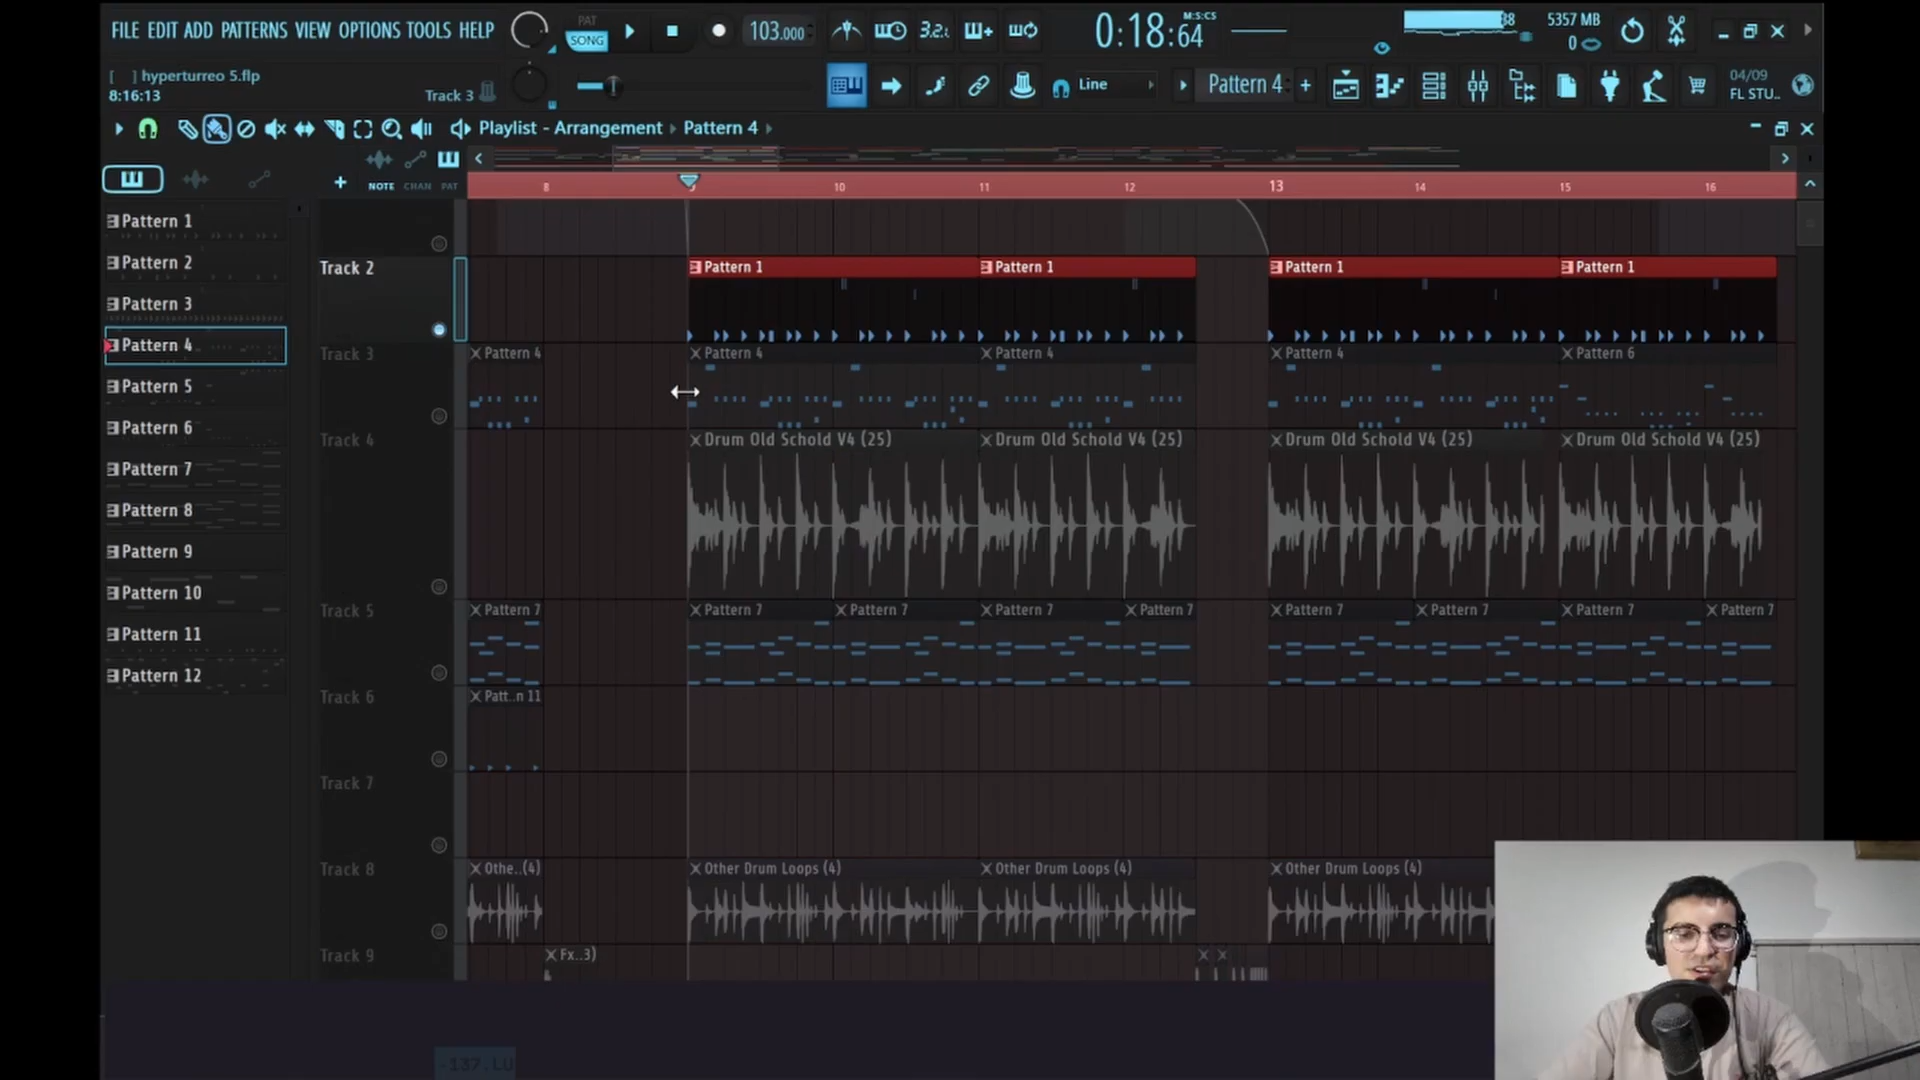 FILE EDIT ADD PATTERNS VIEW OPTIONS TOOLS HELP
PAT
SONG
103.000
3.2.
0:18:64
M:S:CS
5357 MB
0
[ ] hyperturreo 5.flp
8:16:13
Track 3
Line
Pattern 4
04/09
FL STU..
Playlist - Arrangement
Pattern 4
NOTE CHAN PAT
8 10 11 12 13 14 15 16
Pattern 1
Pattern 2
Pattern 3
Pattern 4
Pattern 5
Pattern 6
Pattern 7
Pattern 8
Pattern 9
Pattern 10
Pattern 11
Pattern 12
Track 2
Pattern 1 Pattern 1 Pattern 1 Pattern 1
Track 3
Pattern 4 Pattern 4 Pattern 4 Pattern 4 Pattern 6
Track 4
Drum Old Schold V4 (25) Drum Old Schold V4 (25) Drum Old Schold V4 (25) Drum Old Schold V4 (25)
Track 5
Pattern 7 Pattern 7 Pattern 7 Pattern 7 Pattern 7 Pattern 7 Pattern 7 Pattern 7 Pattern 7
Track 6
Patt..n 11
Track 7
Track 8
Othe..(4) Other Drum Loops (4) Other Drum Loops (4) Other Drum Loops (4)
Track 9
Fx..3)
-137.LU